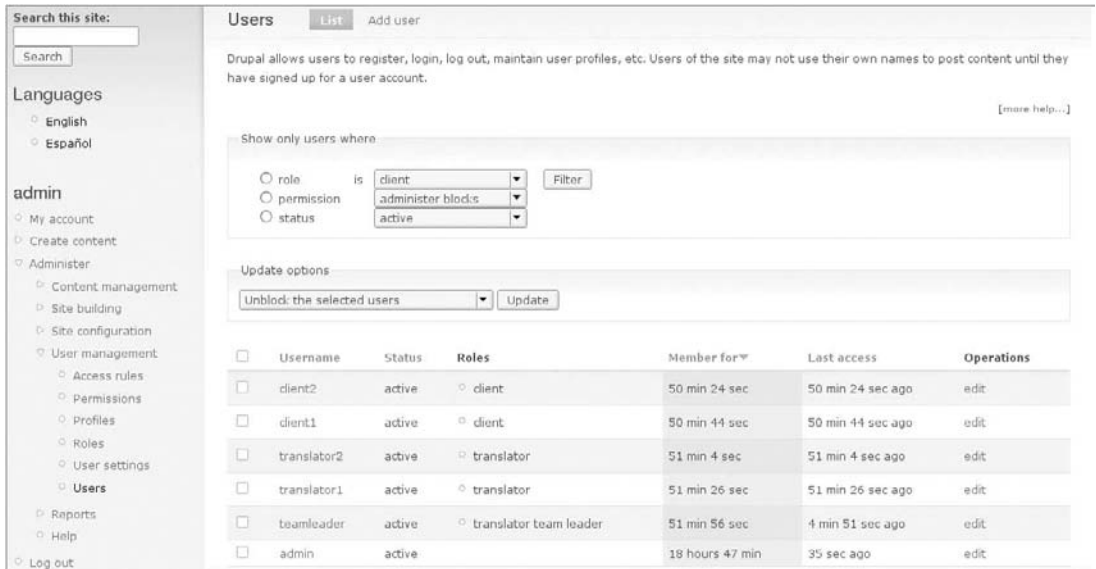 Search this site:
Search
Languages
English
Español
admin
My account
Create content
Administer
Content management
Site building
Site configuration
User management
Access rules
Permissions
Profiles
Roles
User settings
Users
Reports
Help
Log out
Users List Add user
Drupal allows users to register, login, log out, maintain user profiles, etc. Users of the site may not use their own names to post content until they
have signed up for a user account.
[more help...]
Show only users where
role is client Filter
permission administer blocks
status active
Update options
Unblock the selected users Update
Username Status Roles Member for Last access Operations
client2 active client 50 min 24 sec 50 min 24 sec ago edit
client1 active client 50 min 44 sec 50 min 44 sec ago edit
translator2 active translator 51 min 4 sec 51 min 4 sec ago edit
translator1 active translator 51 min 26 sec 51 min 26 sec ago edit
teamleader active translator team leader 51 min 56 sec 4 min 51 sec ago edit
admin active 18 hours 47 min 35 sec ago edit